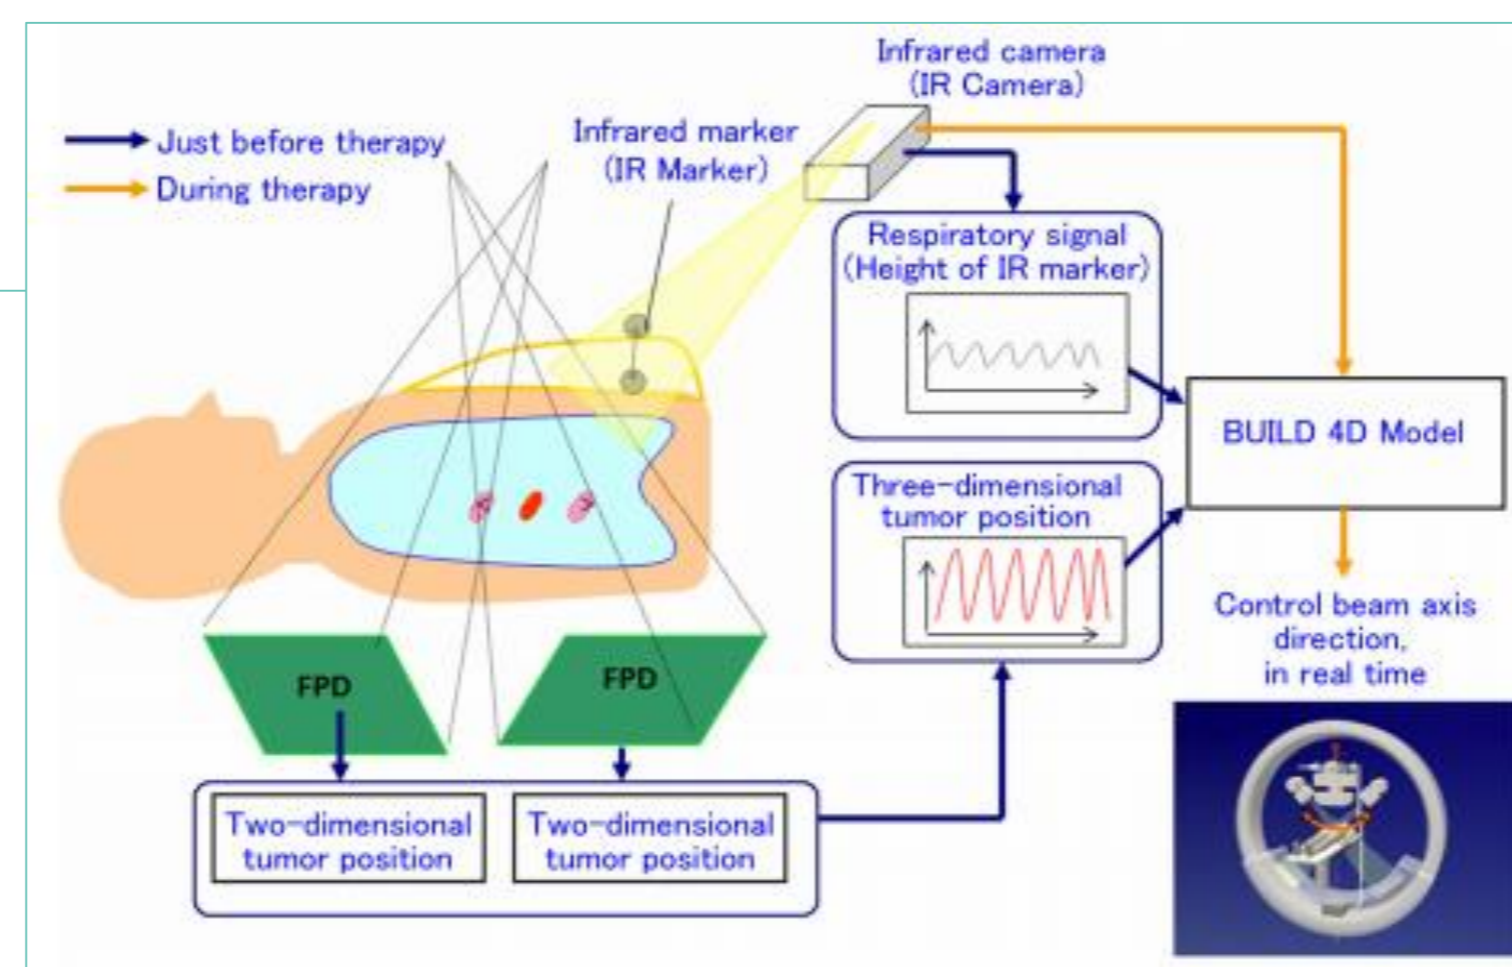 Infrared camera
(IR Camera)
Infrared marker
(IR Marker)
Just before therapy
During therapy
Respiratory signal
(Height of IR marker)
BUILD 4D Model
Three-dimensional
tumor position
Control beam axis
direction,
in real time
FPD
FPD
Two-dimensional
tumor position
Two-dimensional
tumor position